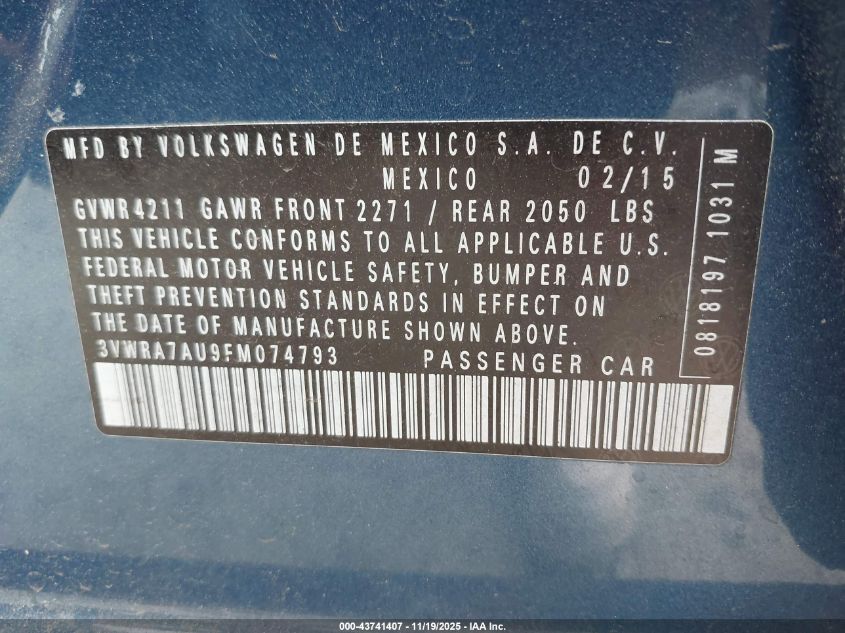 MFD BY VOLKSWAGEN DE MEXICO S.A. DE C.V.
MEXICO 02/15
GVWR4211 GAWR FRONT 2271 / REAR 2050 LBS
THIS VEHICLE CONFORMS TO ALL APPLICABLE U.S.
FEDERAL MOTOR VEHICLE SAFETY, BUMPER AND
THEFT PREVENTION STANDARDS IN EFFECT ON
THE DATE OF MANUFACTURE SHOWN ABOVE.
3VWRA7AU9FM074793 PASSENGER CAR
0818197 1031 M
000-43741407 - 11/19/2025 - IAA Inc.